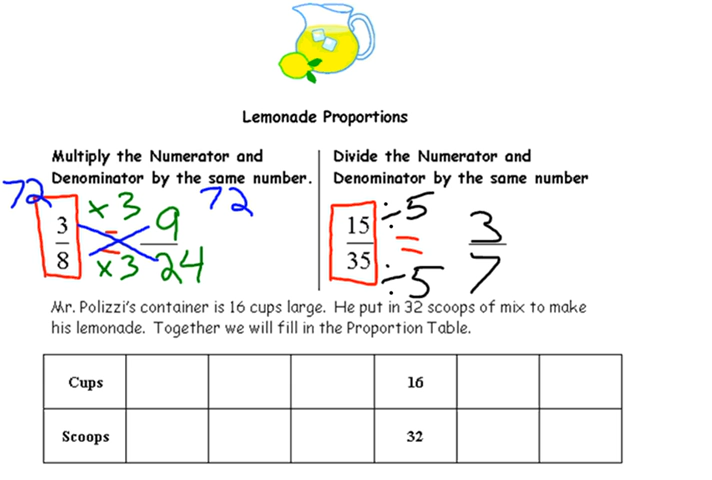 Lemonade Proportions
Multiply the Numerator and
Denominator by the same number.
72 72
× 3
3 9
8 = 24
× 3
Divide the Numerator and
Denominator by the same number
÷5
15 3
35 = 7
÷5
Mr. Polizzi's container is 16 cups large. He put in 32 scoops of mix to make
his lemonade. Together we will fill in the Proportion Table.
Cups 16
Scoops 32